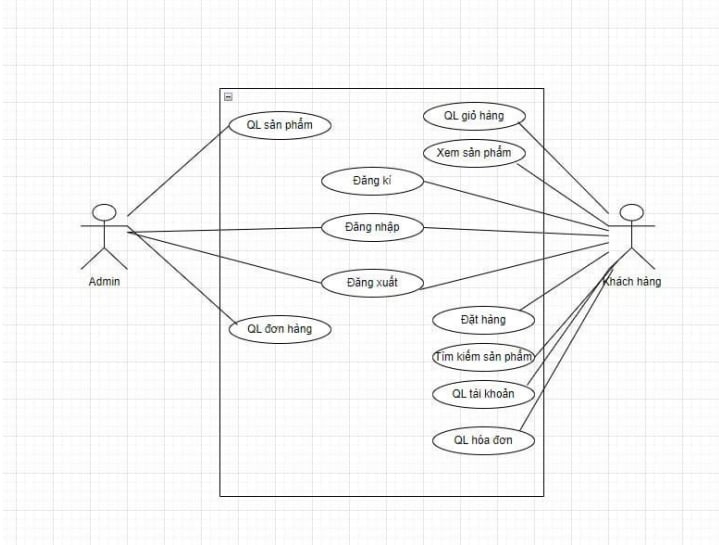 QL giỏ hàng
QL sản phẩm
Xem sản phẩm
Đăng kí
Đăng nhập
Admin
Khách hàng
Đăng xuất
Đặt hàng
QL đơn hàng
Tìm kiếm sản phẩm
QL tài khoản
QL hóa đơn